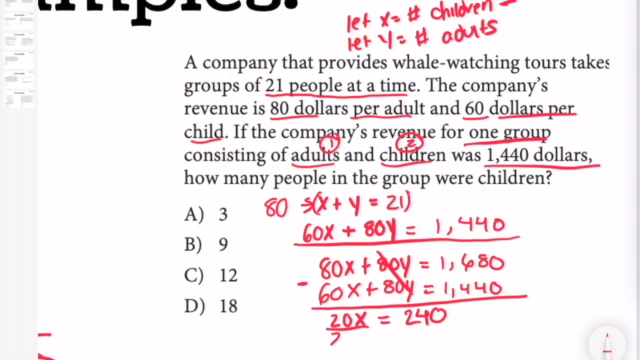 let x = # children
let y = # adults
A company that provides whale-watching tours takes
groups of 21 people at a time. The company's
revenue is 80 dollars per adult and 60 dollars per
child. If the company's revenue for one group
1 2
consisting of adults and children was 1,440 dollars,
how many people in the group were children?
A) 3
B) 9
C) 12
D) 18
80 (x + y = 21)
60x + 80y = 1,440
80x + 80y = 1,680
- 60x + 80y = 1,440
20x = 240
2